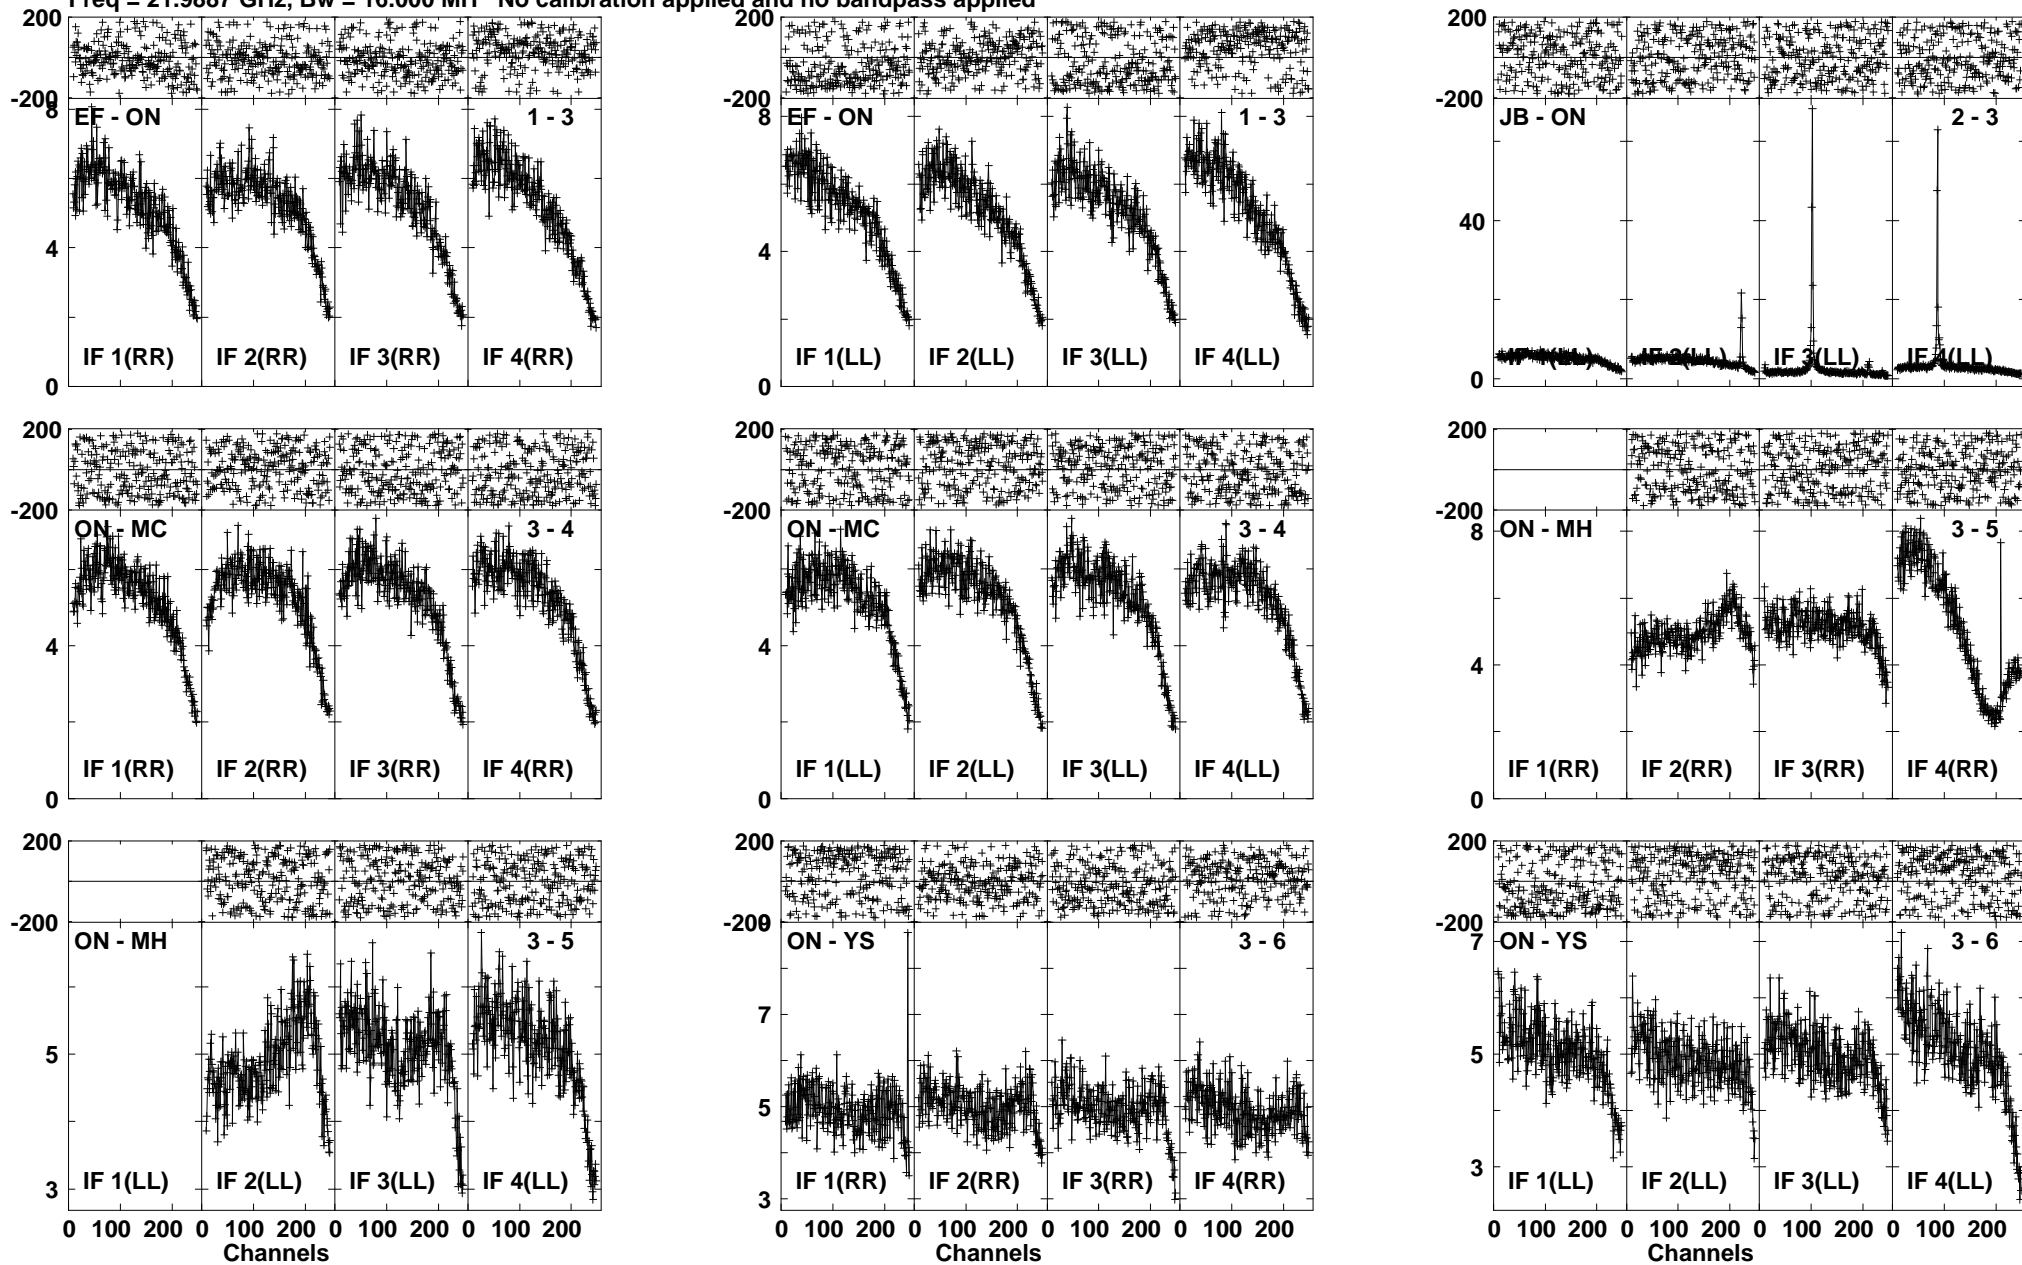 Freq = 21.9887 GHz, Bw = 16.000 MH No calibration applied and no bandpass applied
200
-200
8
4
0
EF - ON
1 - 3
IF 1(RR)
IF 2(RR)
IF 3(RR)
IF 4(RR)
200
-200
8
4
0
EF - ON
1 - 3
IF 1(LL)
IF 2(LL)
IF 3(LL)
IF 4(LL)
200
-200
40
0
JB - ON
2 - 3
IF 1(LL)
IF 2(LL)
IF 3(LL)
IF 4(LL)
200
-200
4
0
ON - MC
3 - 4
IF 1(RR)
IF 2(RR)
IF 3(RR)
IF 4(RR)
200
-200
4
0
ON - MC
3 - 4
IF 1(LL)
IF 2(LL)
IF 3(LL)
IF 4(LL)
200
-200
8
4
0
ON - MH
3 - 5
IF 1(RR)
IF 2(RR)
IF 3(RR)
IF 4(RR)
200
-200
5
3
ON - MH
3 - 5
IF 1(LL)
IF 2(LL)
IF 3(LL)
IF 4(LL)
0 100 200 0 100 200 0 100 200 0 100 200
Channels
200
-200
9
7
5
3
ON - YS
3 - 6
IF 1(RR)
IF 2(RR)
IF 3(RR)
IF 4(RR)
0 100 200 0 100 200 0 100 200 0 100 200
200
-200
7
5
3
ON - YS
3 - 6
IF 1(LL)
IF 2(LL)
IF 3(LL)
IF 4(LL)
0 100 200 0 100 200 0 100 200 0 100 200
Channels